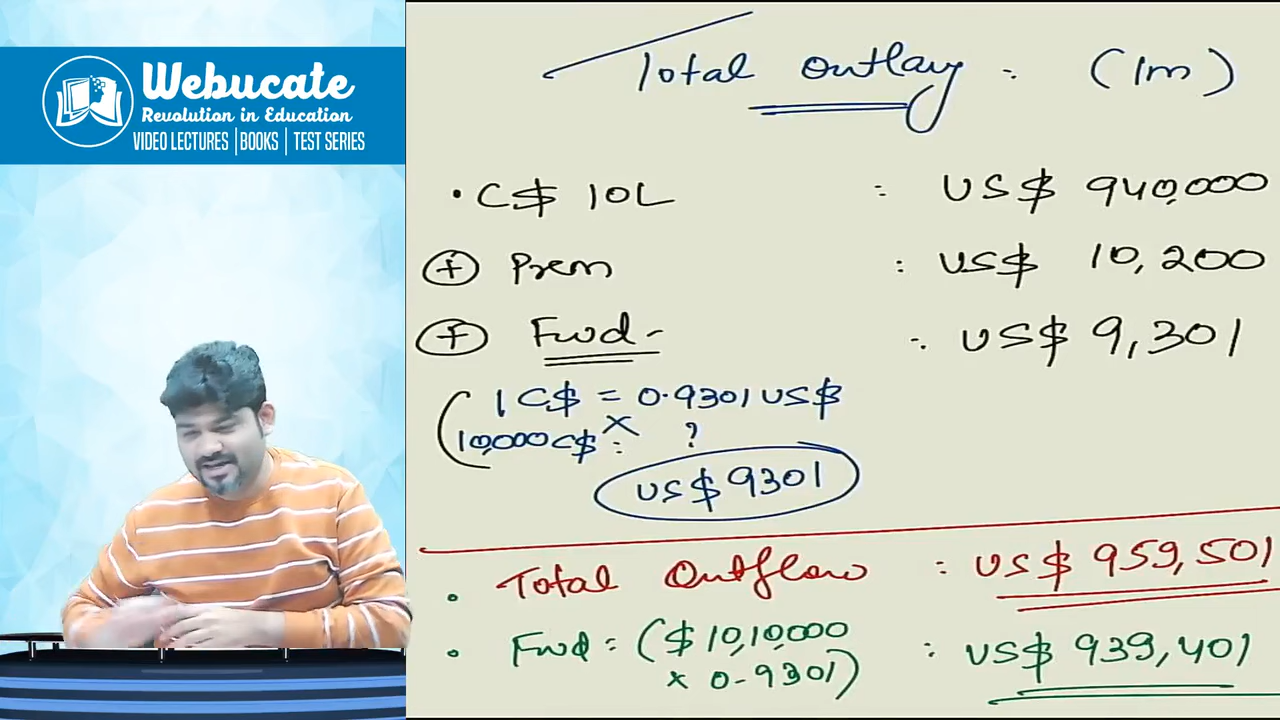 Webucate
Revolution in Education
VIDEO LECTURES | BOOKS | TEST SERIES
Total Outlay : (1m)
• C$ 10L : US$ 940,000
(+) Prem : US$ 10,200
(+) Fwd - : US$ 9,301
(1 C$ = 0.9301 US$
×
10,000 C$ : ?
US$ 9301
• Total Outflow : US$ 959,501
• Fwd = ($ 10,10,000 : US$ 939,401
× 0.9301)